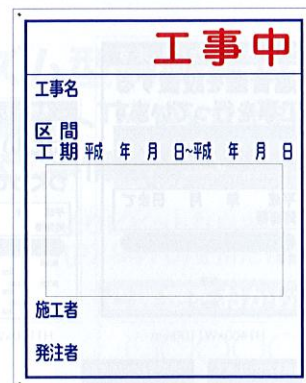 工事中
工事名
区間
工期 平成 年 月 日~平成 年 月 日
施工者
発注者